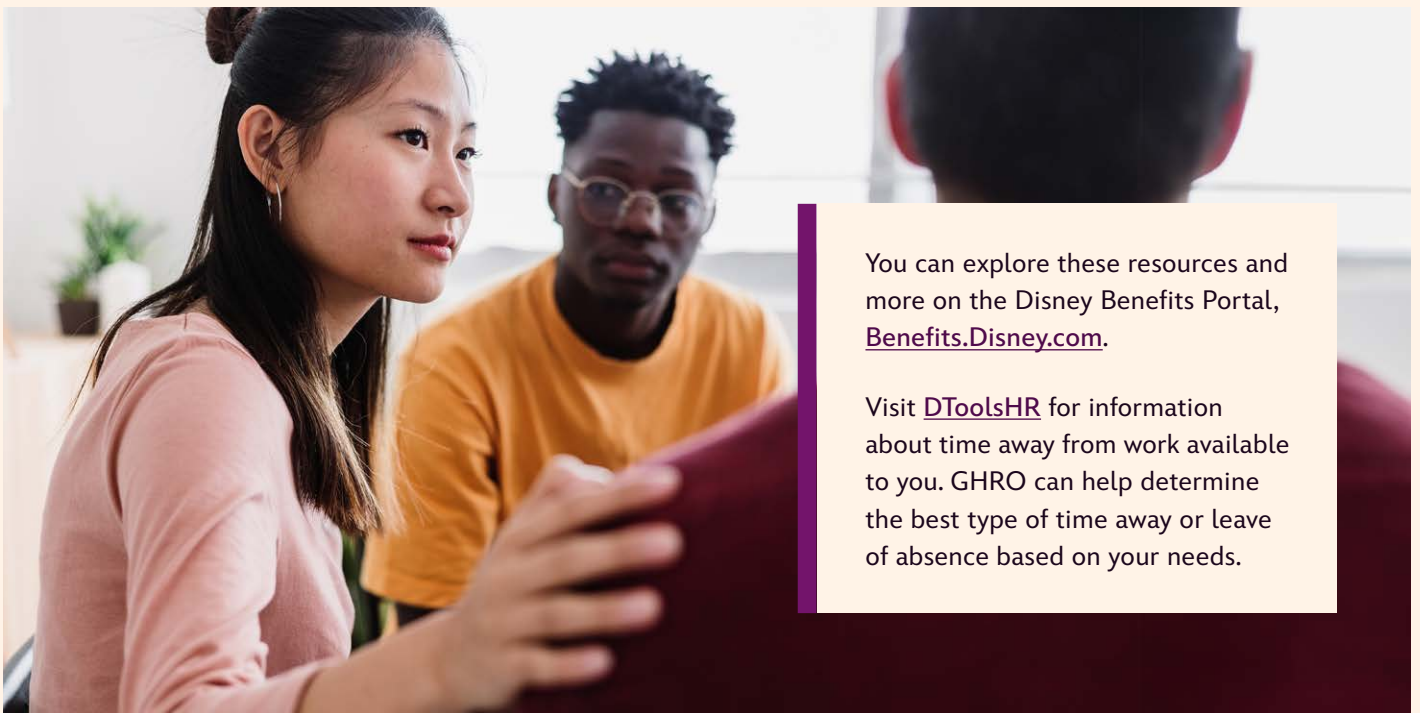 You can explore these resources and
more on the Disney Benefits Portal,
Benefits.Disney.com.
Visit DToolsHR for information
about time away from work available
to you. GHRO can help determine
the best type of time away or leave
of absence based on your needs.